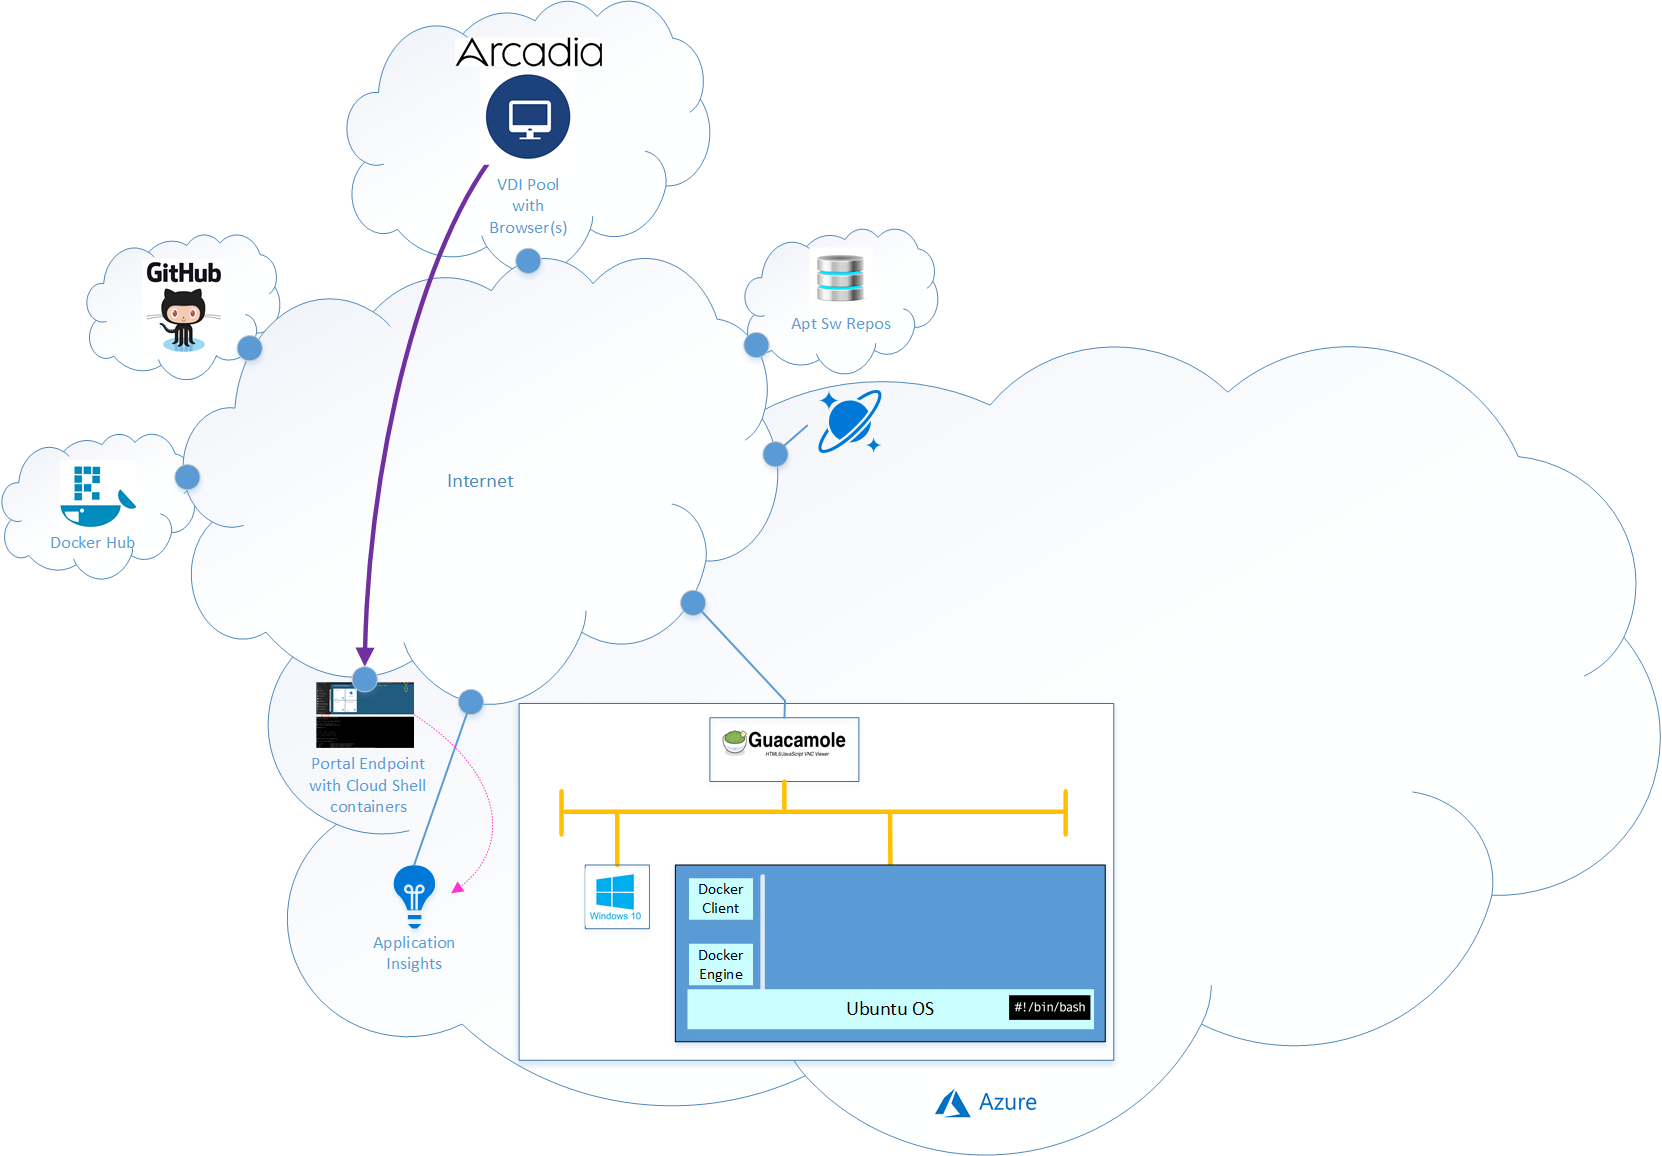 Arcadia
VDI Pool
with
Browser(s)
GitHub
Apt Sw Repos
Internet
Docker Hub
Portal Endpoint
with Cloud Shell
containers
Guacamole
HTML5/JavaScript VNC Viewer
Windows 10
Docker
Client
Docker
Engine
Ubuntu OS
#!/bin/bash
Application
Insights
Azure